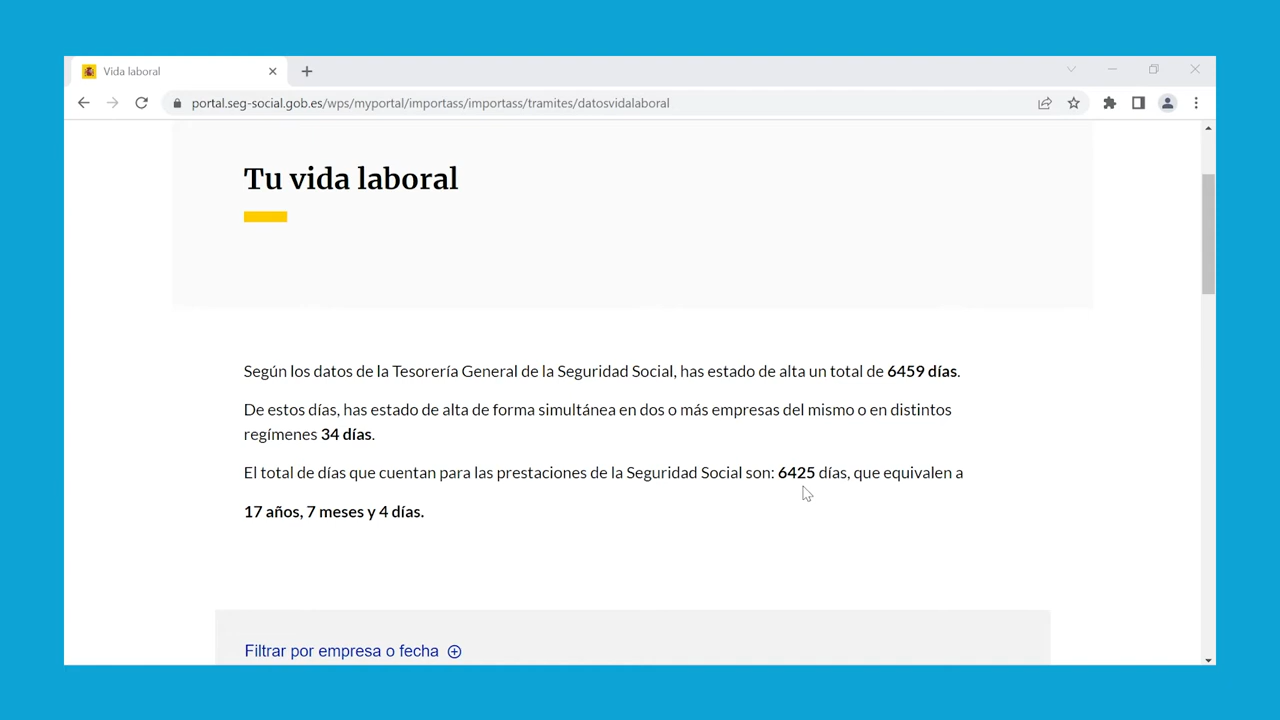 Vida laboral
portal.seg-social.gob.es/wps/myportal/importass/importass/tramites/datosvidalaboral
Tu vida laboral
Según los datos de la Tesorería General de la Seguridad Social, has estado de alta un total de 6459 días.
De estos días, has estado de alta de forma simultánea en dos o más empresas del mismo o en distintos
regímenes 34 días.
El total de días que cuentan para las prestaciones de la Seguridad Social son: 6425 días, que equivalen a
17 años, 7 meses y 4 días.
Filtrar por empresa o fecha